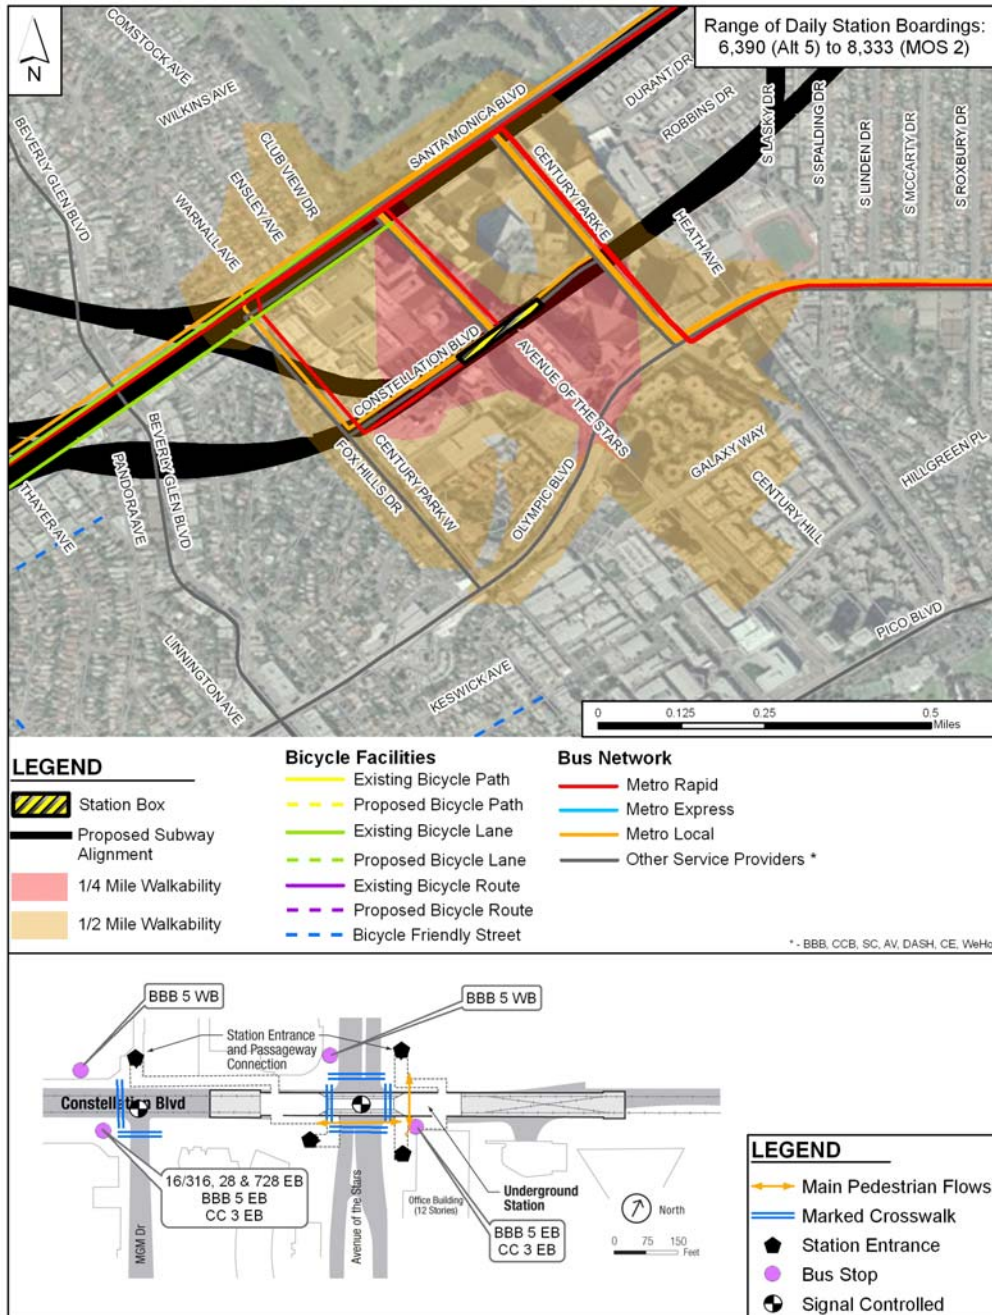 COMSTOCK AVE
WILKINS AVE
N
Range of Daily Station Boardings:
6,390 (Alt 5) to 8,333 (MOS 2)
BEVERLY GLEN BLVD
CLUB VIEW DR
ENSLEY AVE
WARNALL AVE
SANTA MONICA BLVD
DURANT DR
ROBBINS DR
S LASKY DR
S SPALDING DR
S LINDEN DR
S MCCARTY DR
S ROXBURY DR
CENTURY PARK E
HEATH AVE
CONSTELLATION BLVD
AVENUE OF THE STARS
THAYER AVE
PANDORA AVE
BEVERLY GLEN BLVD
FOX HILLS DR
CENTURY PARK W
OLYMPIC BLVD
GALAXY WAY
CENTURY HILL
HILLGREEN PL
LINNINGTON AVE
KESWICK AVE
PICO BLVD
0 0.125 0.25 0.5
Miles
LEGEND
Station Box
Proposed Subway
Alignment
1/4 Mile Walkability
1/2 Mile Walkability
Bicycle Facilities
Existing Bicycle Path
Proposed Bicycle Path
Existing Bicycle Lane
Proposed Bicycle Lane
Existing Bicycle Route
Proposed Bicycle Route
Bicycle Friendly Street
Bus Network
Metro Rapid
Metro Express
Metro Local
Other Service Providers *
* - BBB, CCB, SC, AV, DASH, CE, WeHo
BBB 5 WB
BBB 5 WB
Station Entrance
and Passageway
Connection
Constellation Blvd
16/316, 28 & 728 EB
BBB 5 EB
CC 3 EB
MGM Dr
Avenue of the Stars
Office Building
(12 Stories)
Underground
Station
BBB 5 EB
CC 3 EB
North
0 75 150
Feet
LEGEND
Main Pedestrian Flows
Marked Crosswalk
Station Entrance
Bus Stop
Signal Controlled